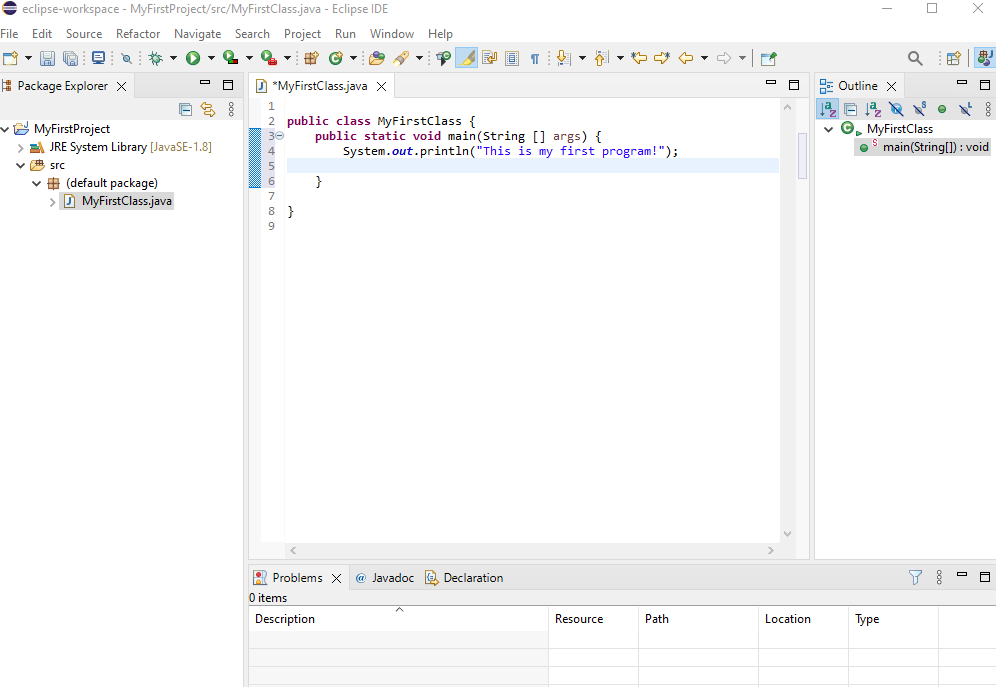 eclipse-workspace - MyFirstProject/src/MyFirstClass.java - Eclipse IDE
File Edit Source Refactor Navigate Search Project Run Window Help
Package Explorer
*MyFirstClass.java
Outline
MyFirstProject
JRE System Library [JavaSE-1.8]
src
(default package)
MyFirstClass.java
1
2 public class MyFirstClass {
3 public static void main(String [] args) {
4 System.out.println("This is my first program!");
5
6 }
7
8 }
9
MyFirstClass
main(String[]) : void
Problems @ Javadoc Declaration
0 items
Description Resource Path Location Type